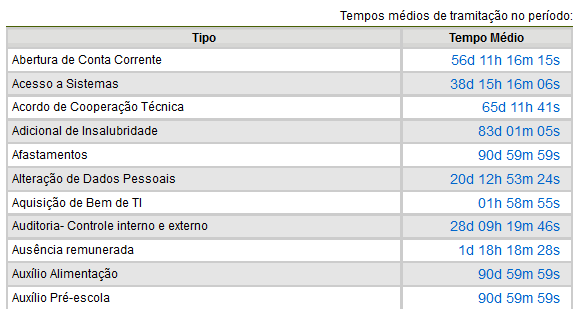 Tempos médios de tramitação no período:
Tipo Tempo Médio
Abertura de Conta Corrente 56d 11h 16m 15s
Acesso a Sistemas 38d 15h 16m 06s
Acordo de Cooperação Técnica 65d 11h 41s
Adicional de Insalubridade 83d 01m 05s
Afastamentos 90d 59m 59s
Alteração de Dados Pessoais 20d 12h 53m 24s
Aquisição de Bem de TI 01h 58m 55s
Auditoria- Controle interno e externo 28d 09h 19m 46s
Ausência remunerada 1d 18h 18m 28s
Auxílio Alimentação 90d 59m 59s
Auxílio Pré-escola 90d 59m 59s